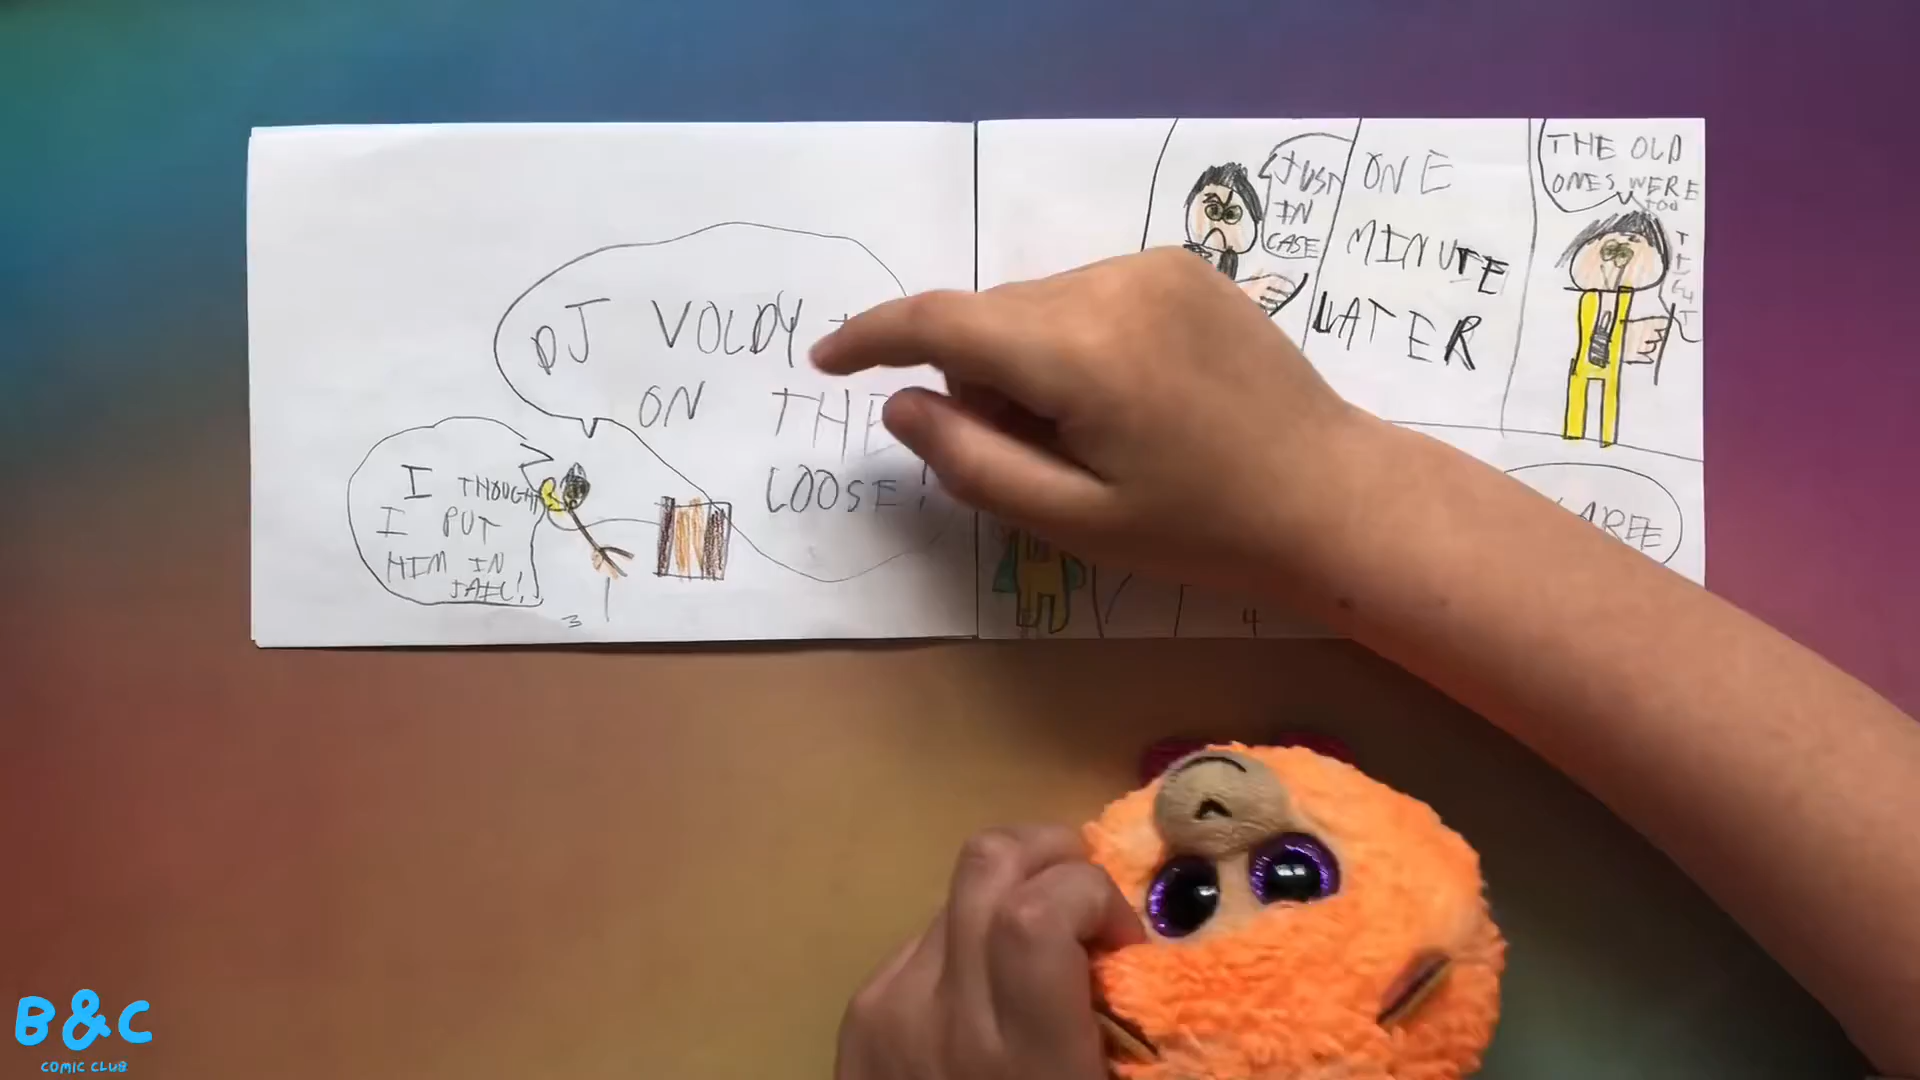 DJ VOLDY
ON THE
LOOSE!
I THOUGHT
I PUT
HIM IN
JAIL!
3
JUST
IN
CASE
ONE
MINUTE
LATER
THE OLD
ONES WERE
TOO
TIGHT
4
B&C
COMIC CLUB